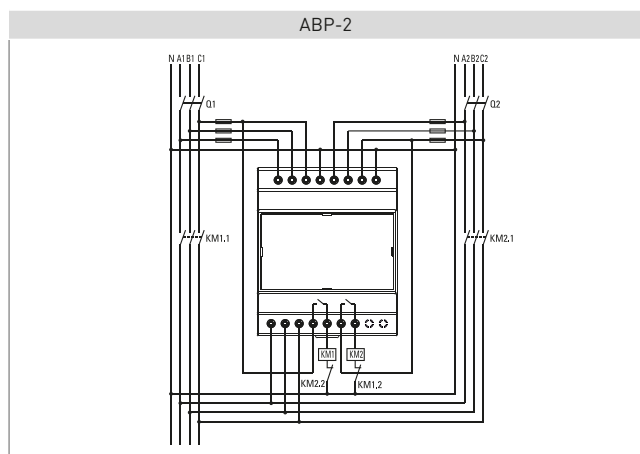 АВР-2
N A1 B1 C1
N A2 B2 C2
Q1
Q2
KM1.1
KM2.1
KM1
KM2
KM2.2
KM1.2